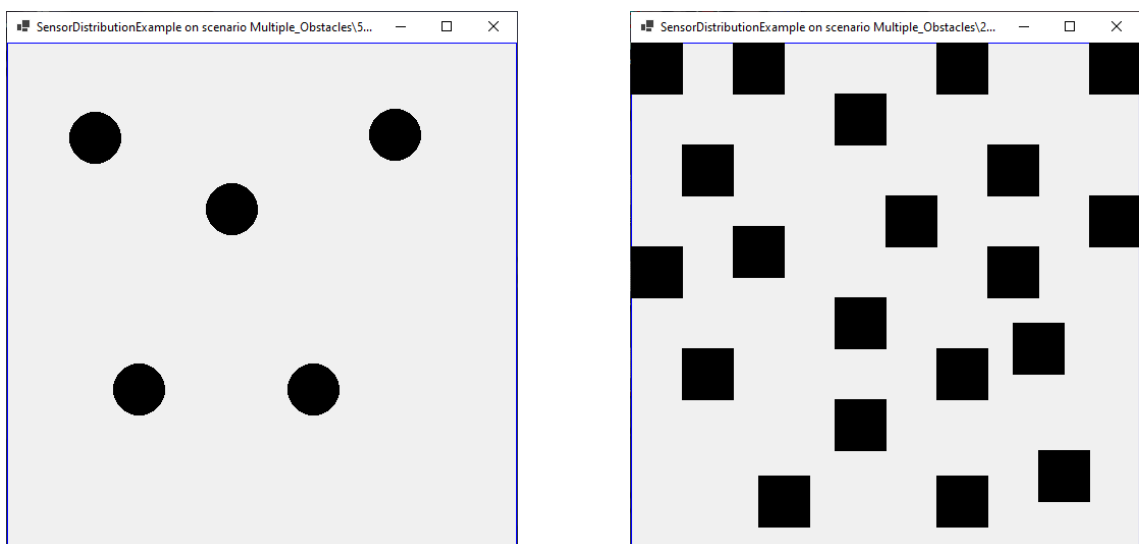 SensorDistributionExample on scenario Multiple_Obstacles\5...
SensorDistributionExample on scenario Multiple_Obstacles\2...